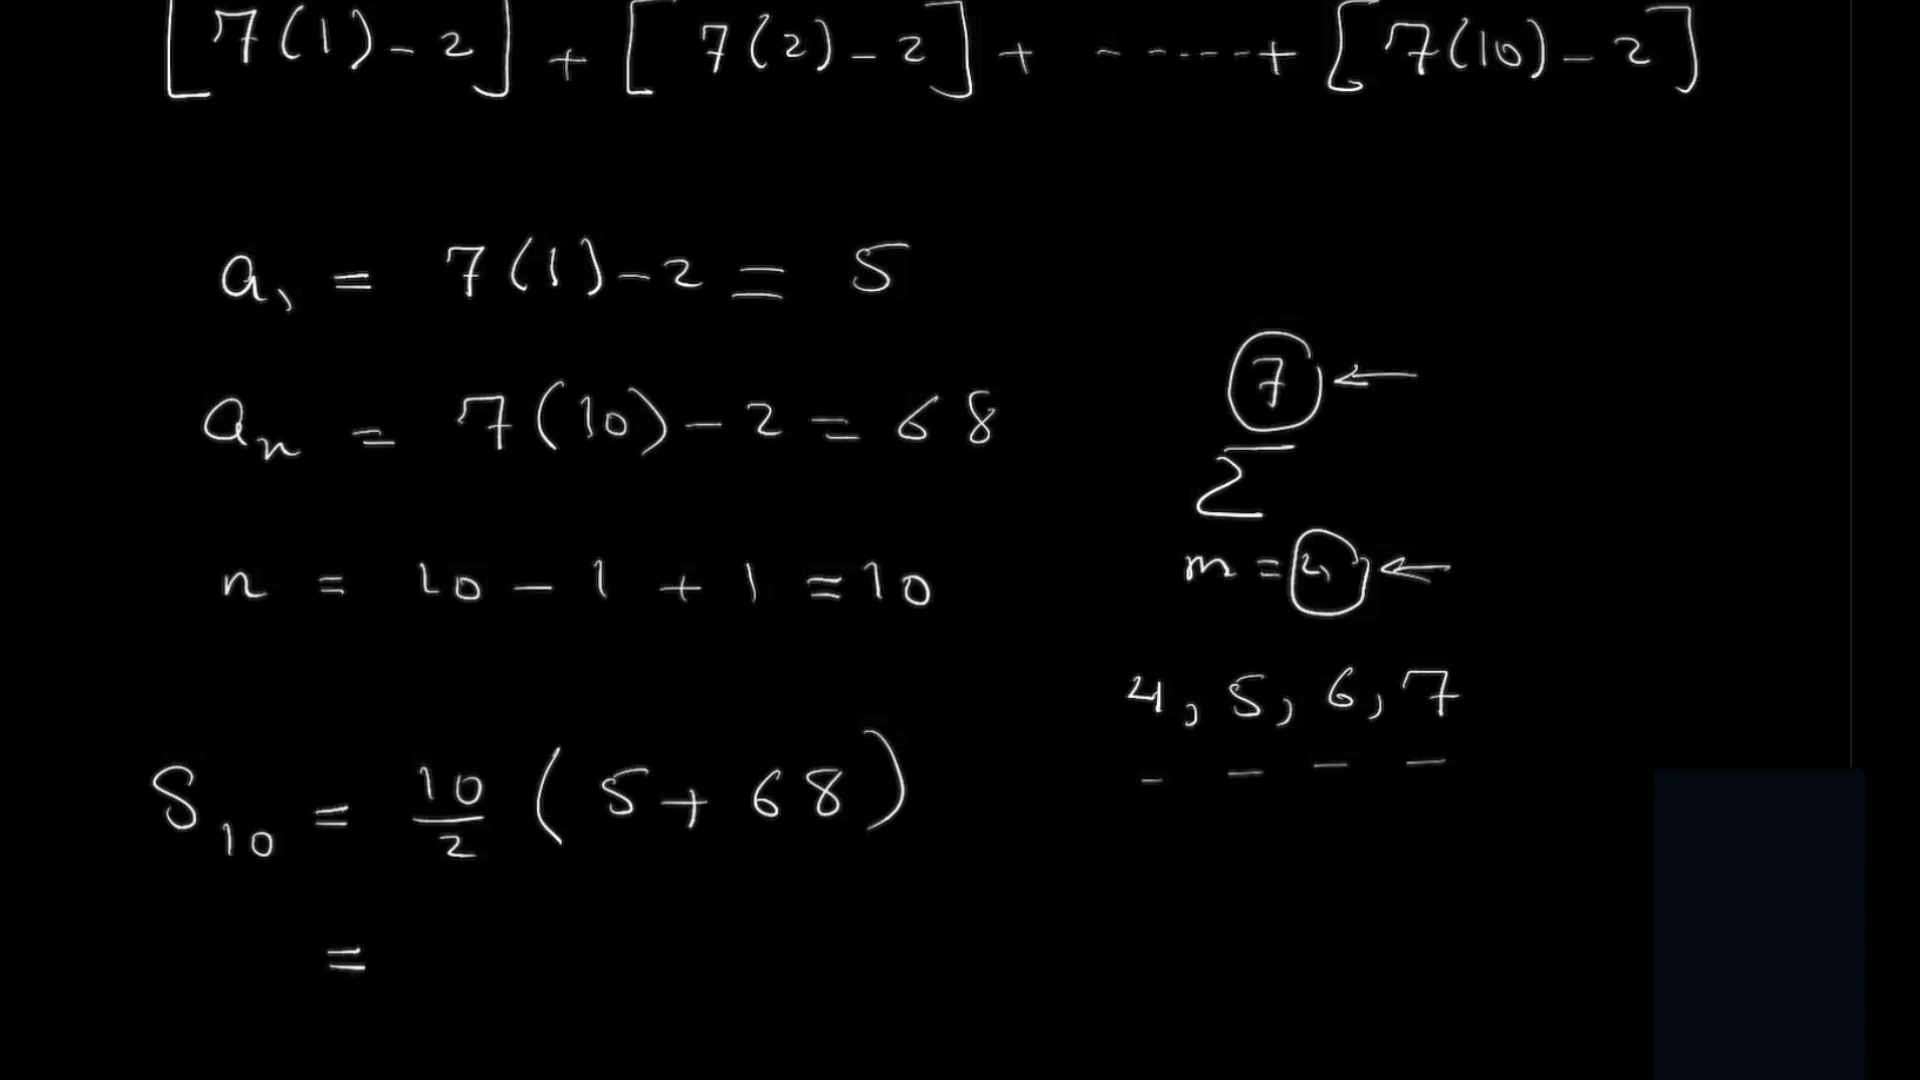 [7(1)-2] + [7(2)-2] + ------+ [7(10)-2]
a₁ = 7(1)-2 = 5
aₙ = 7(10)-2 = 68
n = 10-1+1 = 10
S₁₀ = 10/2 (5+68)
=
7 ←
Σ
m = 4 ←
4, 5, 6, 7
- - - -